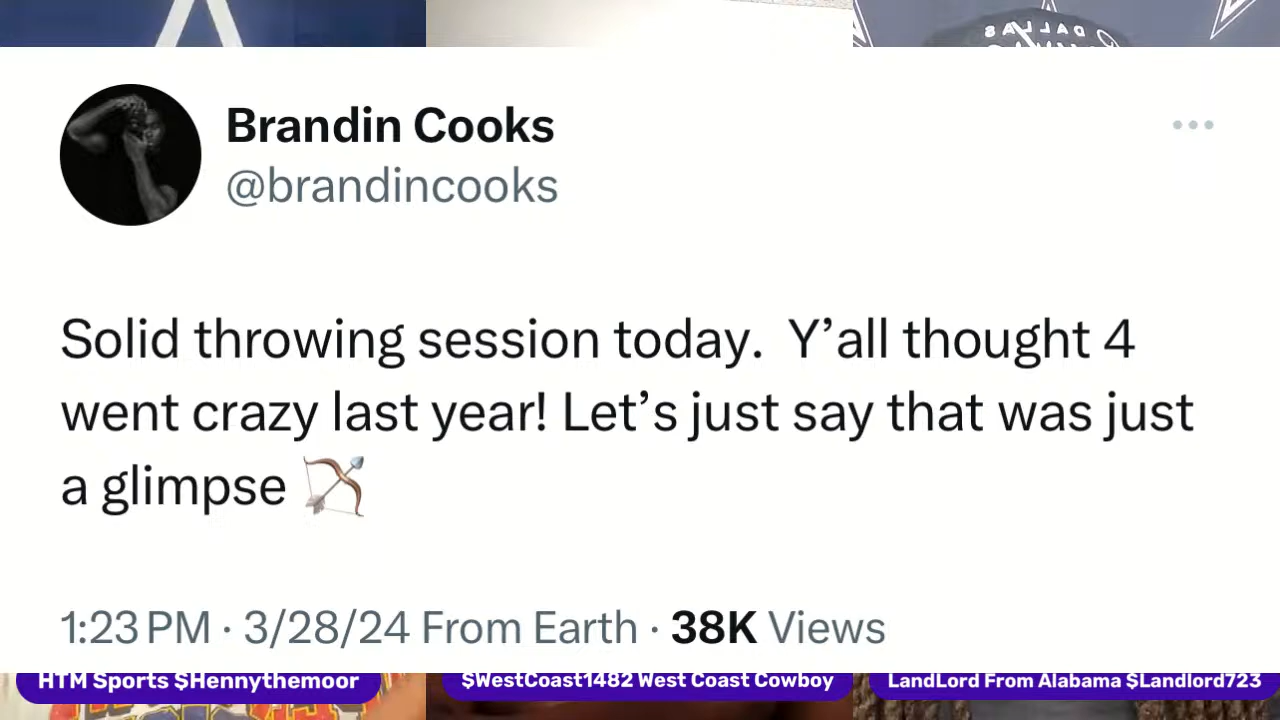 DALLAS
Brandin Cooks
@brandincooks
Solid throwing session today. Y’all thought 4
went crazy last year! Let’s just say that was just
a glimpse 🏹
1:23 PM · 3/28/24 From Earth · 38K Views
HTM Sports $Hennythemoor
$WestCoast1482 West Coast Cowboy
LandLord From Alabama $Landlord723